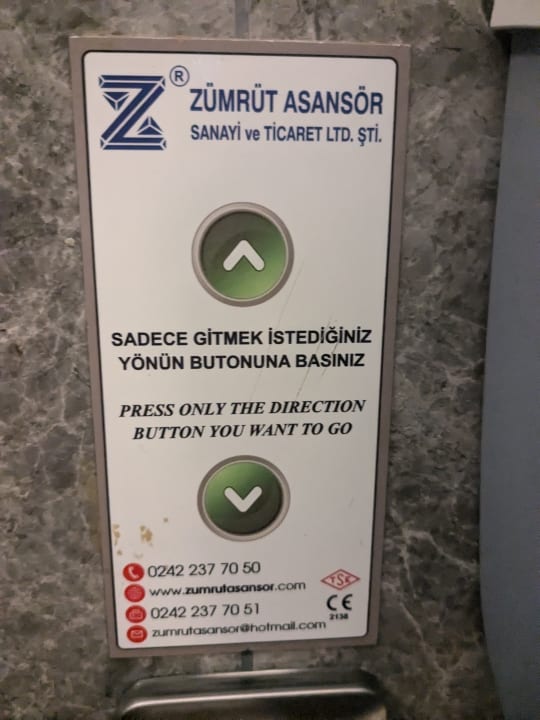 Z ®
ZÜMRÜT ASANSÖR
SANAYİ ve TİCARET LTD. ŞTİ.
SADECE GİTMEK İSTEDİĞİNİZ
YÖNÜN BUTONUNA BASINIZ
PRESS ONLY THE DIRECTION
BUTTON YOU WANT TO GO
0242 237 70 50
www.zumrutasansor.com
0242 237 70 51
zumrutasansor@hotmail.com
TSK
CE
2138